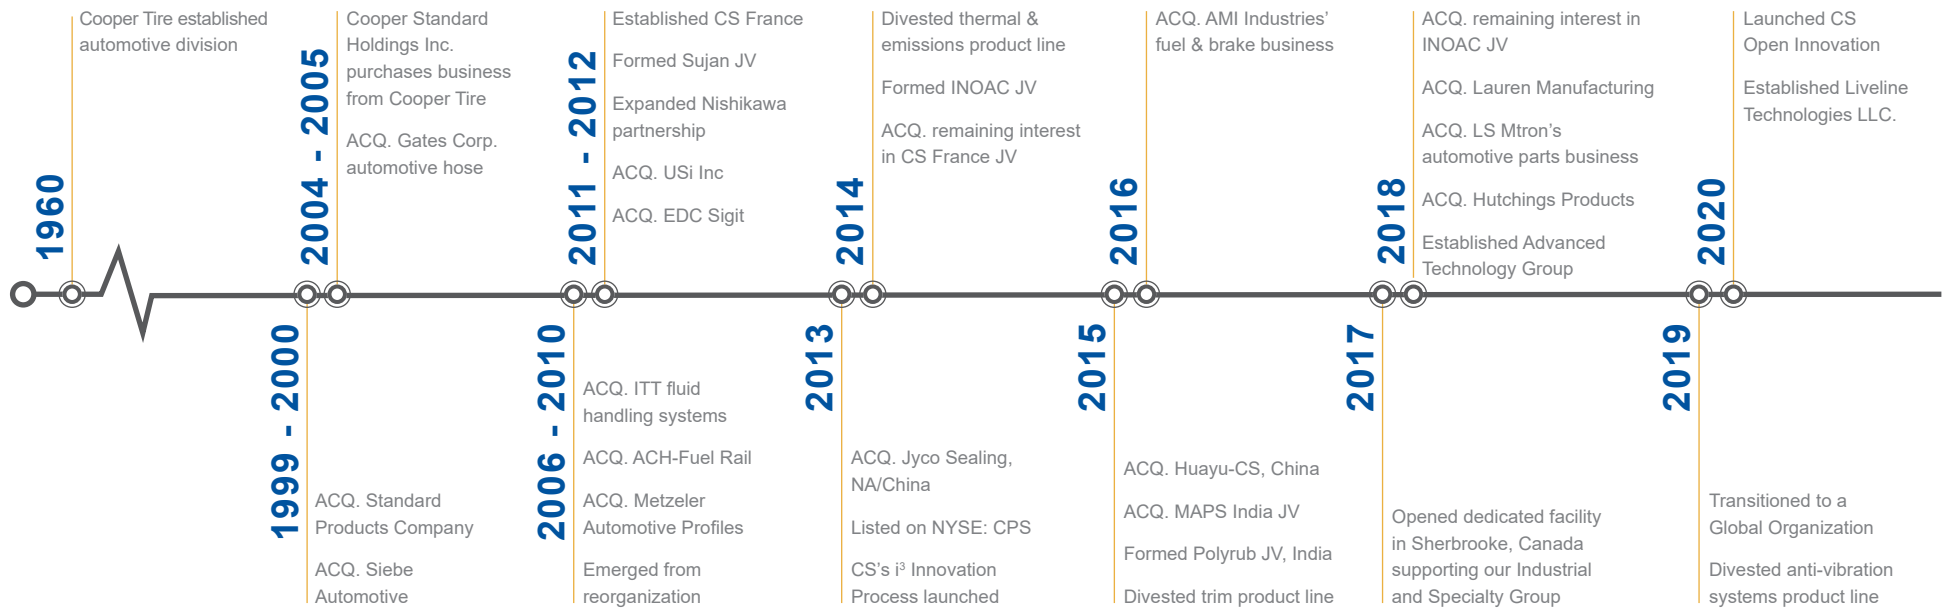 1960
Cooper Tire established
automotive division
1999 - 2000
ACQ. Standard
Products Company
ACQ. Siebe
Automotive
2004 - 2005
Cooper Standard
Holdings Inc.
purchases business
from Cooper Tire
ACQ. Gates Corp.
automotive hose
2006 - 2010
ACQ. ITT fluid
handling systems
ACQ. ACH-Fuel Rail
ACQ. Metzeler
Automotive Profiles
Emerged from
reorganization
2011 - 2012
Established CS France
Formed Sujan JV
Expanded Nishikawa
partnership
ACQ. USi Inc
ACQ. EDC Sigit
2013
ACQ. Jyco Sealing,
NA/China
Listed on NYSE: CPS
CS’s i³ Innovation
Process launched
2014
Divested thermal &
emissions product line
Formed INOAC JV
ACQ. remaining interest
in CS France JV
2015
ACQ. Huayu-CS, China
ACQ. MAPS India JV
Formed Polyrub JV, India
Divested trim product line
2016
ACQ. AMI Industries’
fuel & brake business
2017
Opened dedicated facility
in Sherbrooke, Canada
supporting our Industrial
and Specialty Group
2018
ACQ. remaining interest in
INOAC JV
ACQ. Lauren Manufacturing
ACQ. LS Mtron’s
automotive parts business
ACQ. Hutchings Products
Established Advanced
Technology Group
2019
Transitioned to a
Global Organization
Divested anti-vibration
systems product line
2020
Launched CS
Open Innovation
Established Liveline
Technologies LLC.